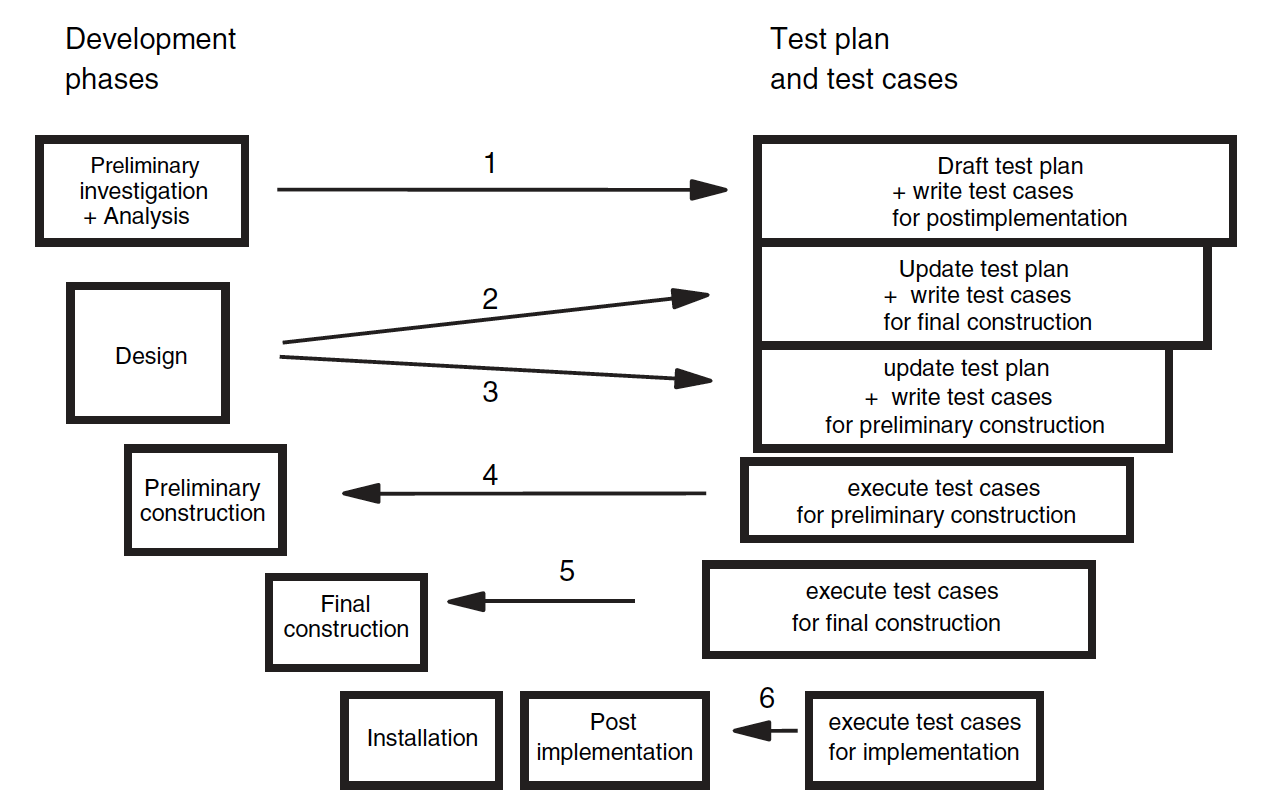 Development
phases
Test plan
and test cases
Preliminary
investigation
+ Analysis
1
Draft test plan
+ write test cases
for postimplementation
Design
2
3
Update test plan
+ write test cases
for final construction
update test plan
+ write test cases
for preliminary construction
Preliminary
construction
4
execute test cases
for preliminary construction
Final
construction
5
execute test cases
for final construction
Installation
Post
implementation
6
execute test cases
for implementation